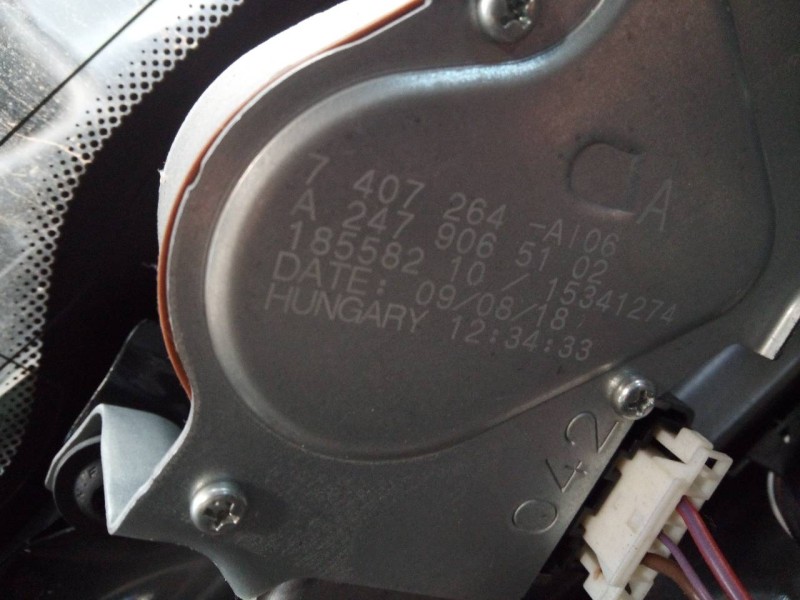 7 407 264 -AI06
A 247 906 51 02
185582 10 / 15341274
DATE: 09/08/18
HUNGARY 12:34:33
A
042